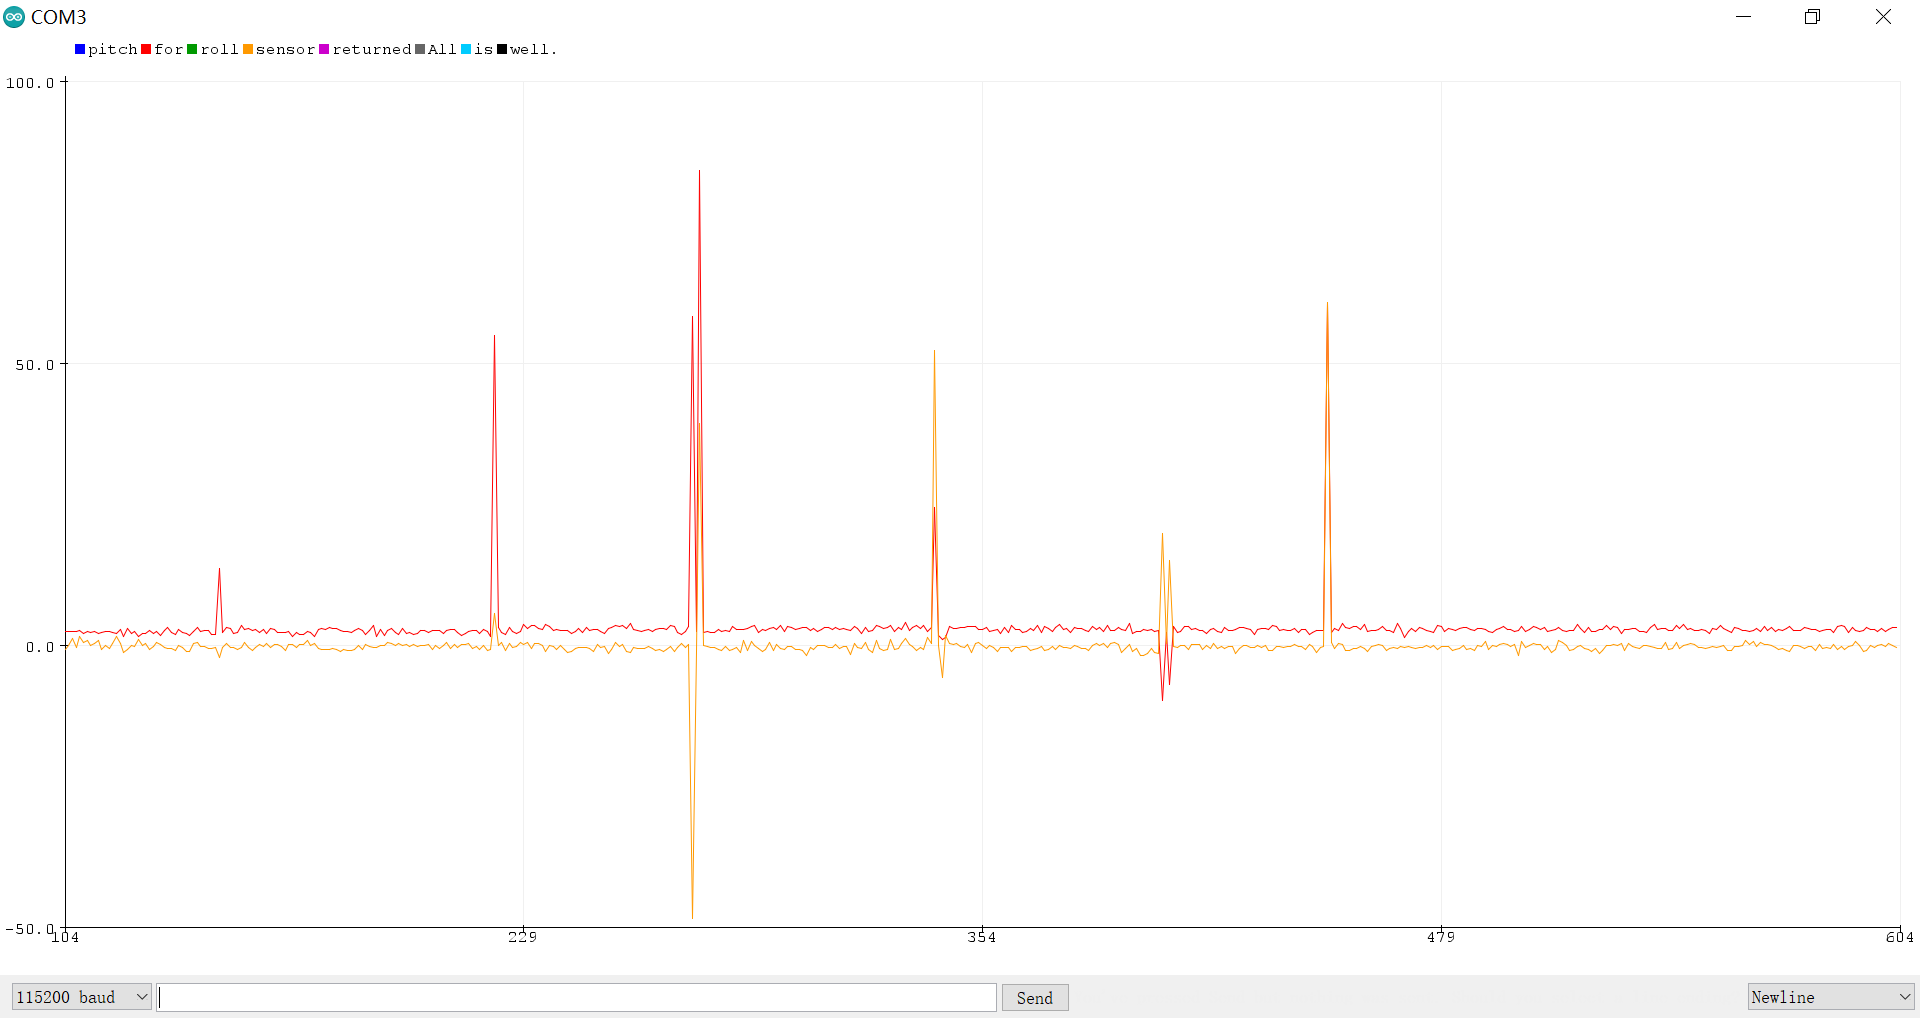 COM3
pitch for roll sensor returned All is well.
100.0
50.0
0.0
-50.0
104 229 354 479 604
115200 baud Send Newline